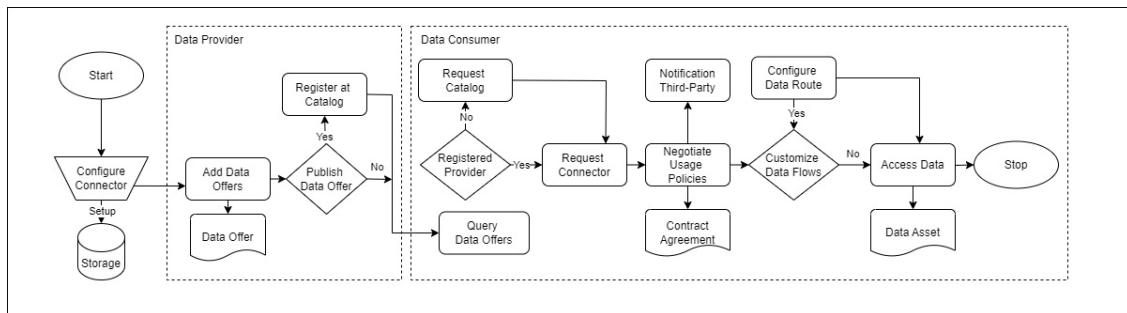 Data Provider
Data Consumer
Start
Register at
Catalog
Request
Catalog
Notification
Third-Party
Configure
Data Route
Yes
No
Yes
Configure
Connector
Add Data
Offers
Publish
Data Offer
No
Registered
Provider
Yes
Request
Connector
Negotiate
Usage
Policies
Customize
Data Flows
No
Access Data
Stop
Setup
Storage
Data Offer
Query
Data Offers
Contract
Agreement
Data Asset